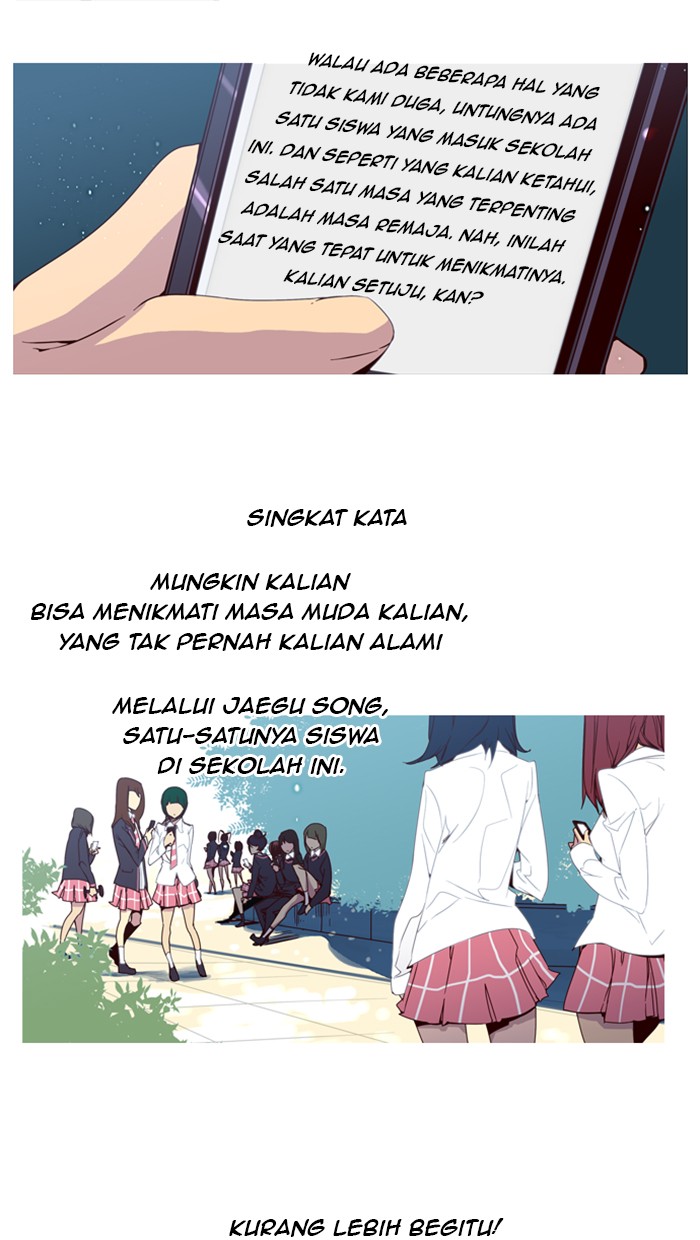 WALAU ADA BEBERAPA HAL YANG
TIDAK KAMI DUGA, UNTUNGNYA ADA
SATU SISWA YANG MASUK SEKOLAH
INI. DAN SEPERTI YANG KALIAN KETAHUI,
SALAH SATU MASA YANG TERPENTING
ADALAH MASA REMAJA. NAH, INILAH
SAAT YANG TEPAT UNTUK MENIKMATINYA.
KALIAN SETUJU, KAN?
SINGKAT KATA
MUNGKIN KALIAN
BISA MENIKMATI MASA MUDA KALIAN,
YANG TAK PERNAH KALIAN ALAMI
MELALUI JAEGU SONG,
SATU-SATUNYA SISWA
DI SEKOLAH INI.
KURANG LEBIH BEGITU!